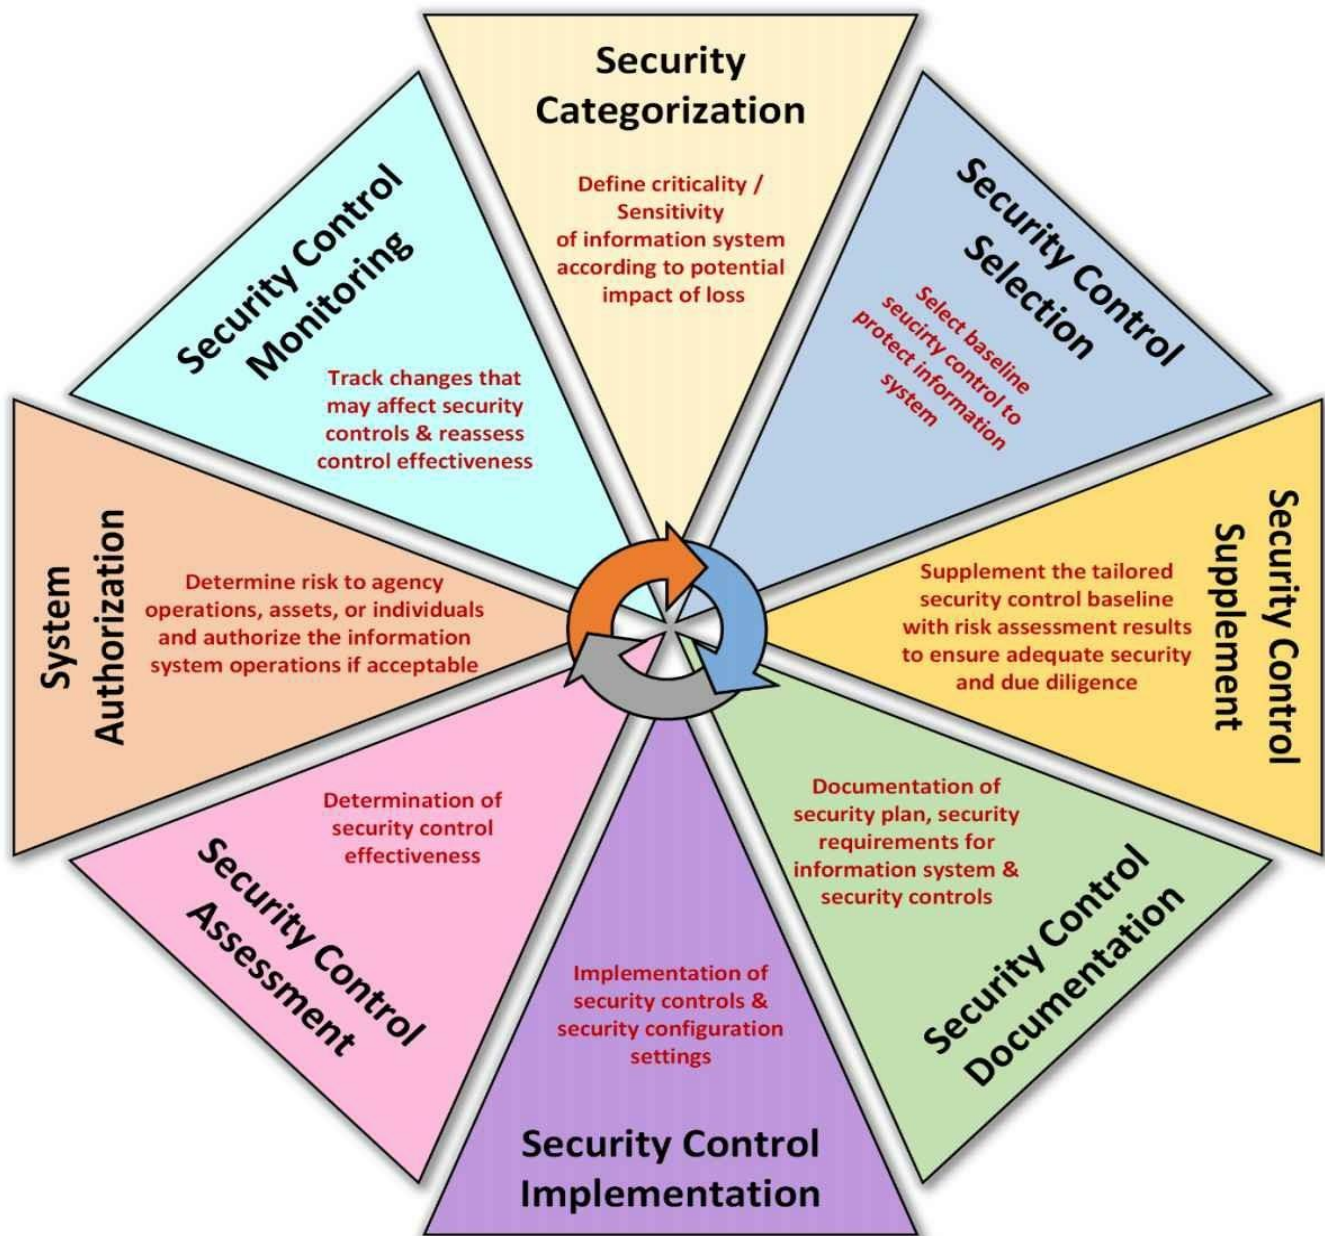 Security
Categorization
Define criticality /
Sensitivity
of information system
according to potential
impact of loss
Security Control
Selection
Select baseline
seucirty control to
protect information
system
Security Control
Supplement
Supplement the tailored
security control baseline
with risk assessment results
to ensure adequate security
and due diligence
Documentation of
security plan, security
requirements for
information system &
security controls
Security Control
Documentation
Implementation of
security controls &
security configuration
settings
Security Control
Implementation
Determination of
security control
effectiveness
Security Control
Assessment
System
Authorization
Determine risk to agency
operations, assets, or individuals
and authorize the information
system operations if acceptable
Security Control
Monitoring
Track changes that
may affect security
controls & reassess
control effectiveness